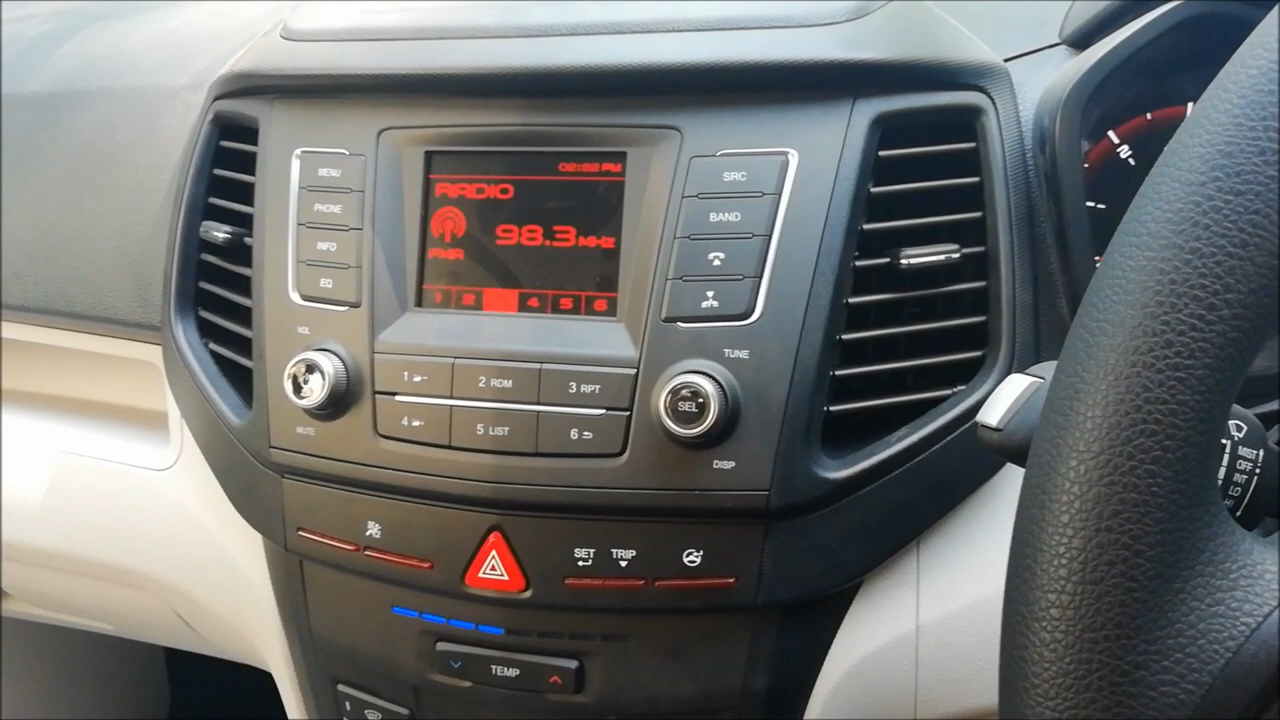 02:22 PM
RADIO
98.3 MHz
1 2 4 5 6
MENU
PHONE
INFO
EQ
SRC
BAND
VOL
MUTE
1
2 RDM
3 RPT
4
5 LIST
6
TUNE
SEL
DISP
SET
TRIP
TEMP
MIST
OFF
INT
LO